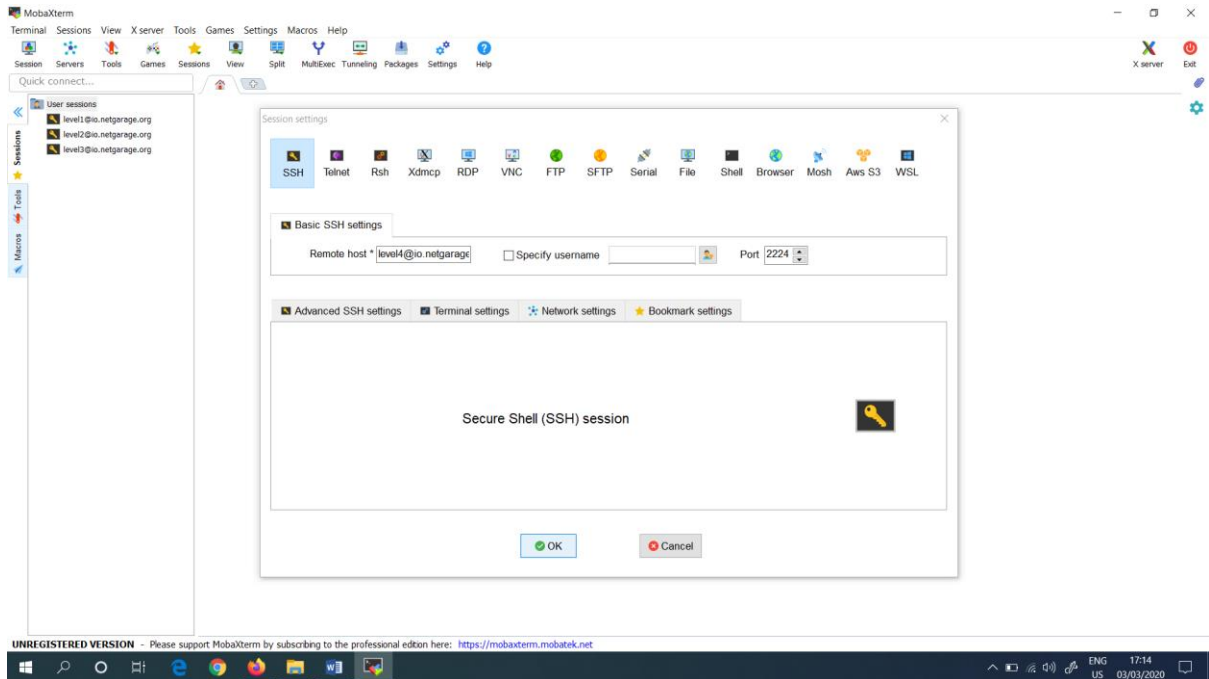 MobaXterm
Terminal Sessions View X server Tools Games Settings Macros Help
Session Servers Tools Games Sessions View Split MultiExec Tunneling Packages Settings Help X server Exit
Quick connect...
User sessions
level1@io.netgarage.org
level2@io.netgarage.org
level3@io.netgarage.org
Sessions
Tools
Macros
Session settings
SSH Telnet Rsh Xdmcp RDP VNC FTP SFTP Serial File Shell Browser Mosh Aws S3 WSL
Basic SSH settings
Remote host * level4@io.netgarage Specify username Port 2224
Advanced SSH settings Terminal settings Network settings Bookmark settings
Secure Shell (SSH) session
OK Cancel
UNREGISTERED VERSION - Please support MobaXterm by subscribing to the professional edition here: https://mobaxterm.mobatek.net
ENG 17:14
US 03/03/2020